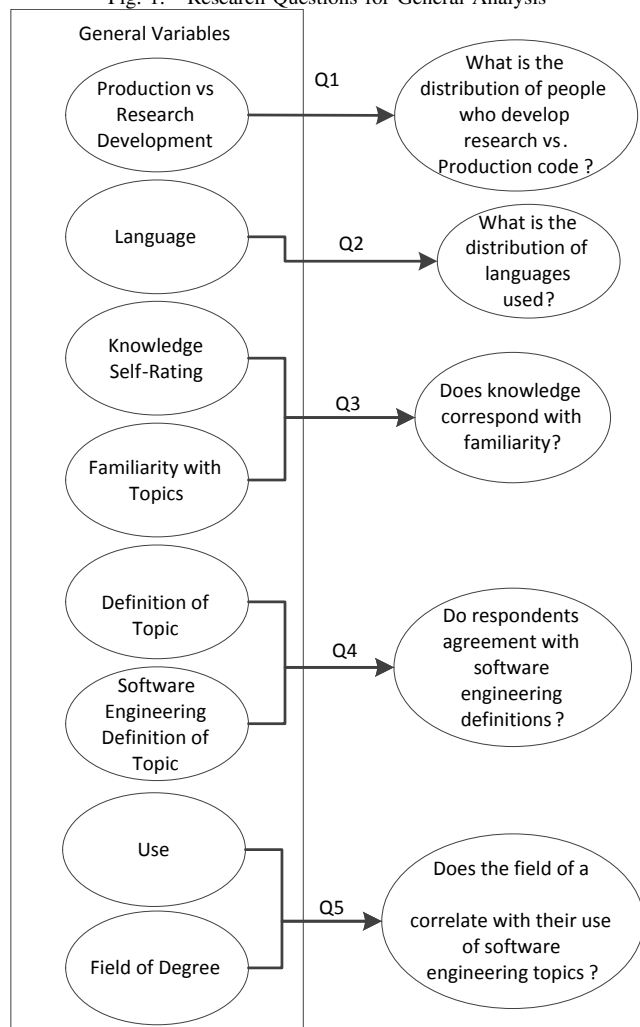 Fig. 1. Research Questions for General Analysis
General Variables
Production vs
Research
Development
Q1
What is the
distribution of people
who develop
research vs.
Production code ?
Language
Q2
What is the
distribution of
languages
used?
Knowledge
Self-Rating
Familiarity with
Topics
Q3
Does knowledge
correspond with
familiarity?
Definition of
Topic
Software
Engineering
Definition of
Topic
Q4
Do respondents
agreement with
software
engineering
definitions ?
Use
Field of Degree
Q5
Does the field of a
correlate with their use
of software
engineering topics ?